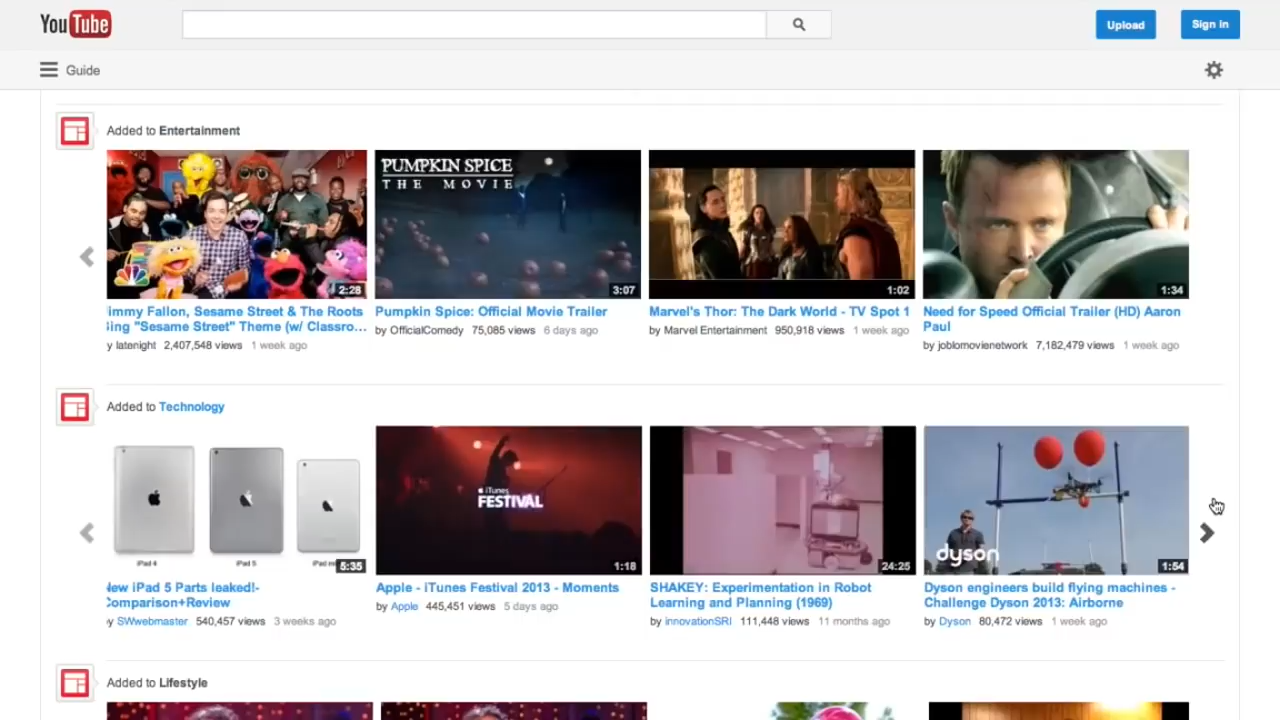 YouTube
Upload
Sign in
Guide
Added to Entertainment
2:28
PUMPKIN SPICE
THE MOVIE
3:07
1:02
1:34
immy Fallon, Sesame Street & The Roots
ing "Sesame Street" Theme (w/ Classro...
y latenight 2,407,548 views 1 week ago
Pumpkin Spice: Official Movie Trailer
by OfficialComedy 75,085 views 6 days ago
Marvel's Thor: The Dark World - TV Spot 1
by Marvel Entertainment 950,918 views 1 week ago
Need for Speed Official Trailer (HD) Aaron
Paul
by joblomovienetwork 7,182,479 views 1 week ago
Added to Technology
iPad 4
iPad 5
iPad m
5:35
iTunes
FESTIVAL
1:18
24:25
dyson
1:54
New iPad 5 Parts leaked!-
Comparison+Review
y SWwebmaster 540,457 views 3 weeks ago
Apple - iTunes Festival 2013 - Moments
by Apple 445,451 views 5 days ago
SHAKEY: Experimentation in Robot
Learning and Planning (1969)
by innovationSRI 111,448 views 11 months ago
Dyson engineers build flying machines -
Challenge Dyson 2013: Airborne
by Dyson 80,472 views 1 week ago
Added to Lifestyle